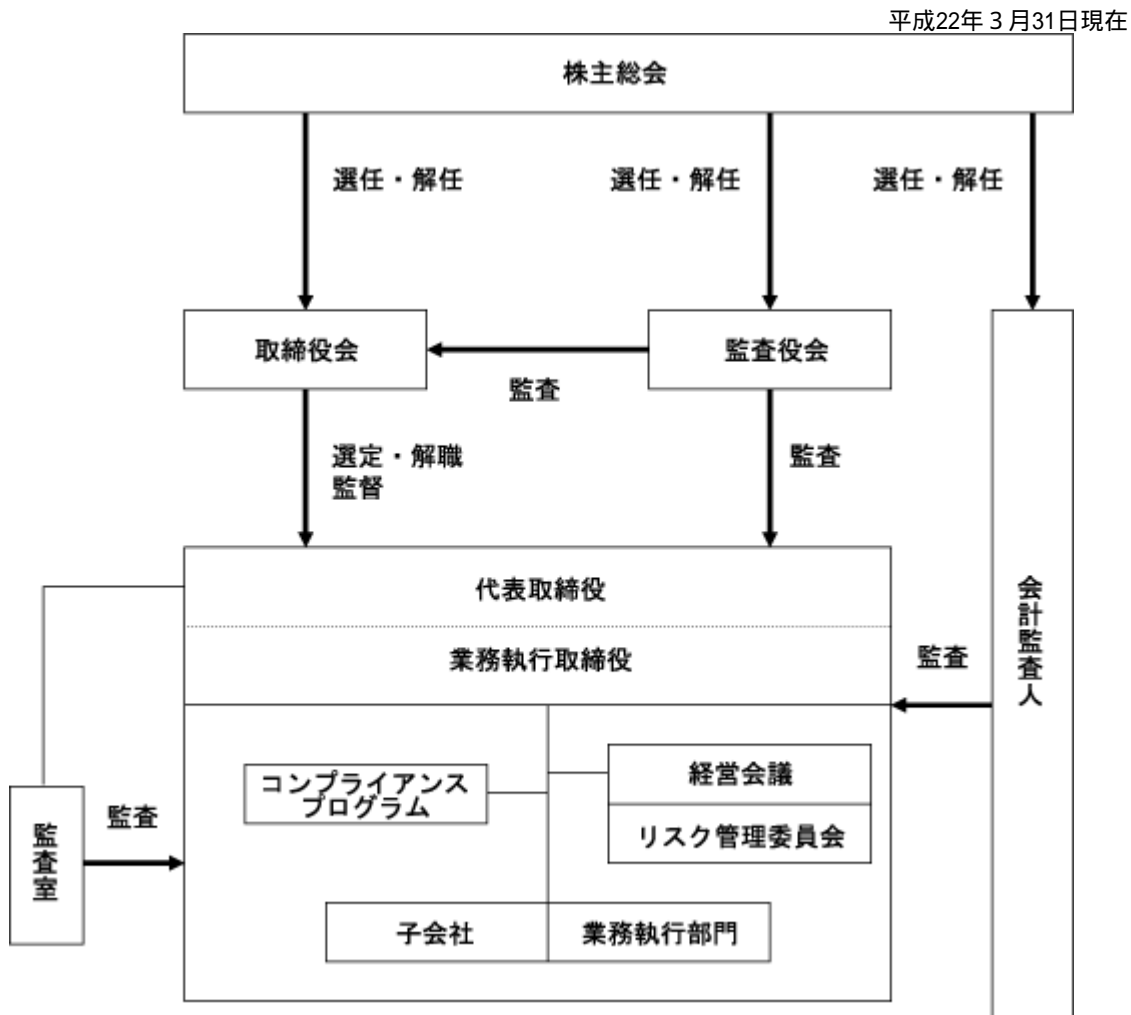 平成22年３月31日現在
株主総会
選任・解任
選任・解任
選任・解任
取締役会
監査役会
監査
選定・解職
監督
監査
代表取締役
業務執行取締役
監査
会計監査人
コンプライアンス
プログラム
経営会議
リスク管理委員会
監査
監査室
子会社
業務執行部門